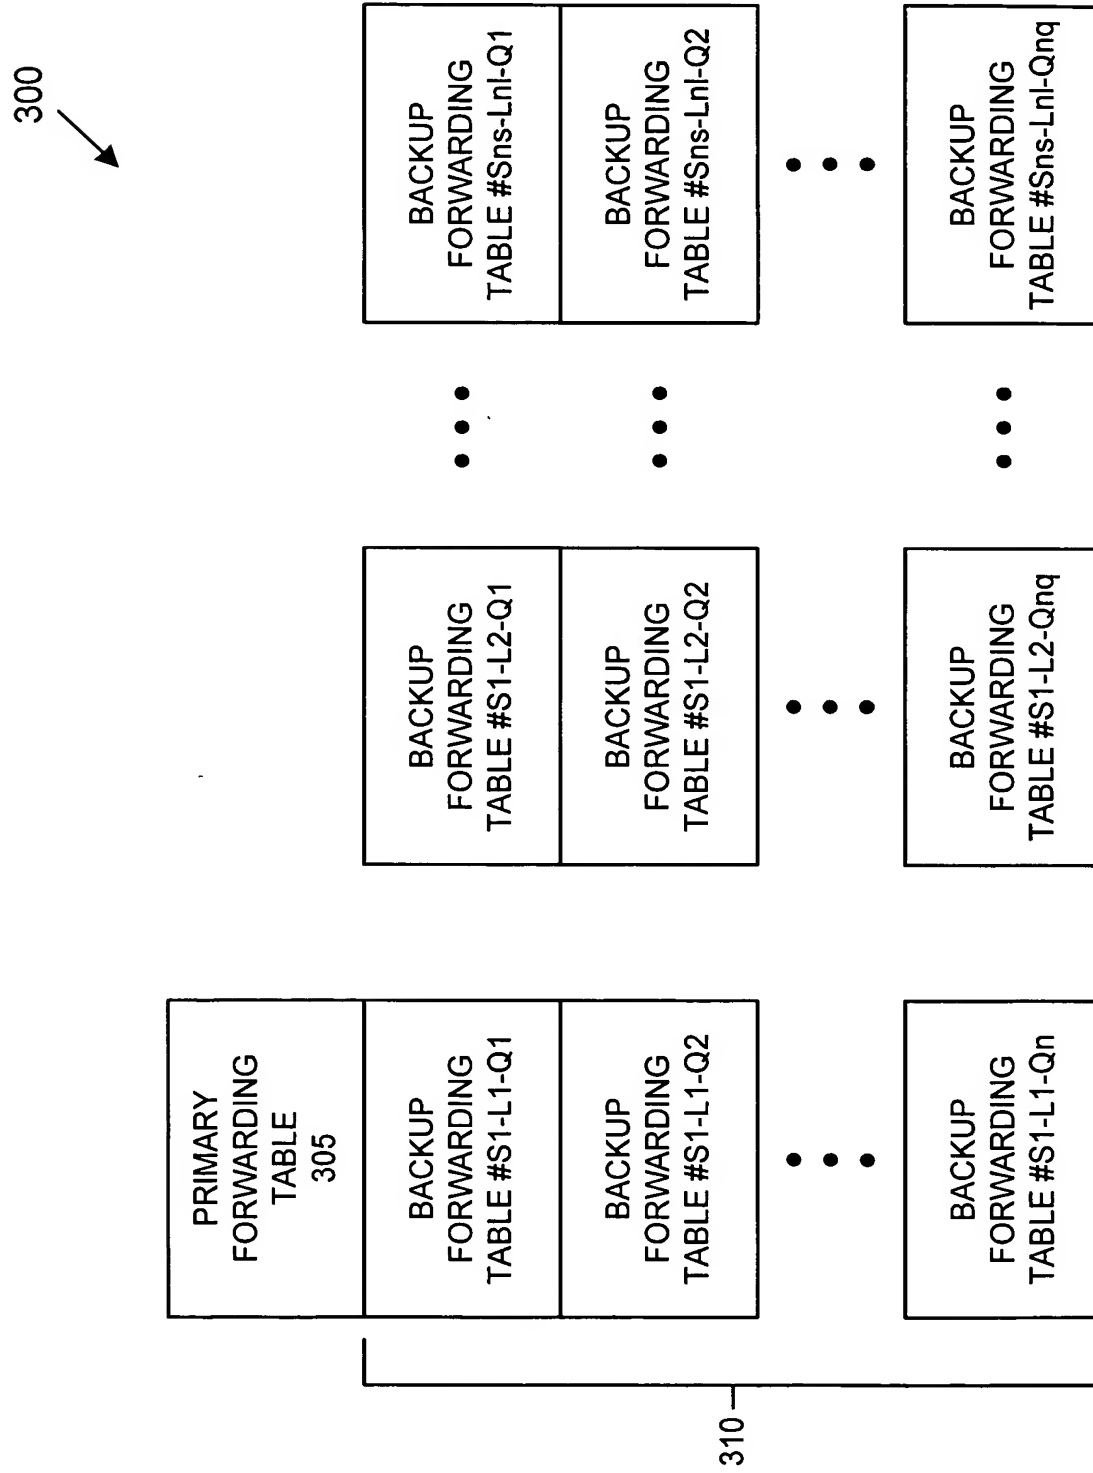 300
PRIMARY
FORWARDING
TABLE
305
BACKUP
FORWARDING
TABLE #S1-L1-Q1
BACKUP
FORWARDING
TABLE #S1-L1-Q2
BACKUP
FORWARDING
TABLE #S1-L1-Qn
BACKUP
FORWARDING
TABLE #S1-L2-Q1
BACKUP
FORWARDING
TABLE #S1-L2-Q2
BACKUP
FORWARDING
TABLE #S1-L2-Qnq
BACKUP
FORWARDING
TABLE #Sns-Lnl-Q1
BACKUP
FORWARDING
TABLE #Sns-Lnl-Q2
BACKUP
FORWARDING
TABLE #Sns-Lnl-Qnq
310